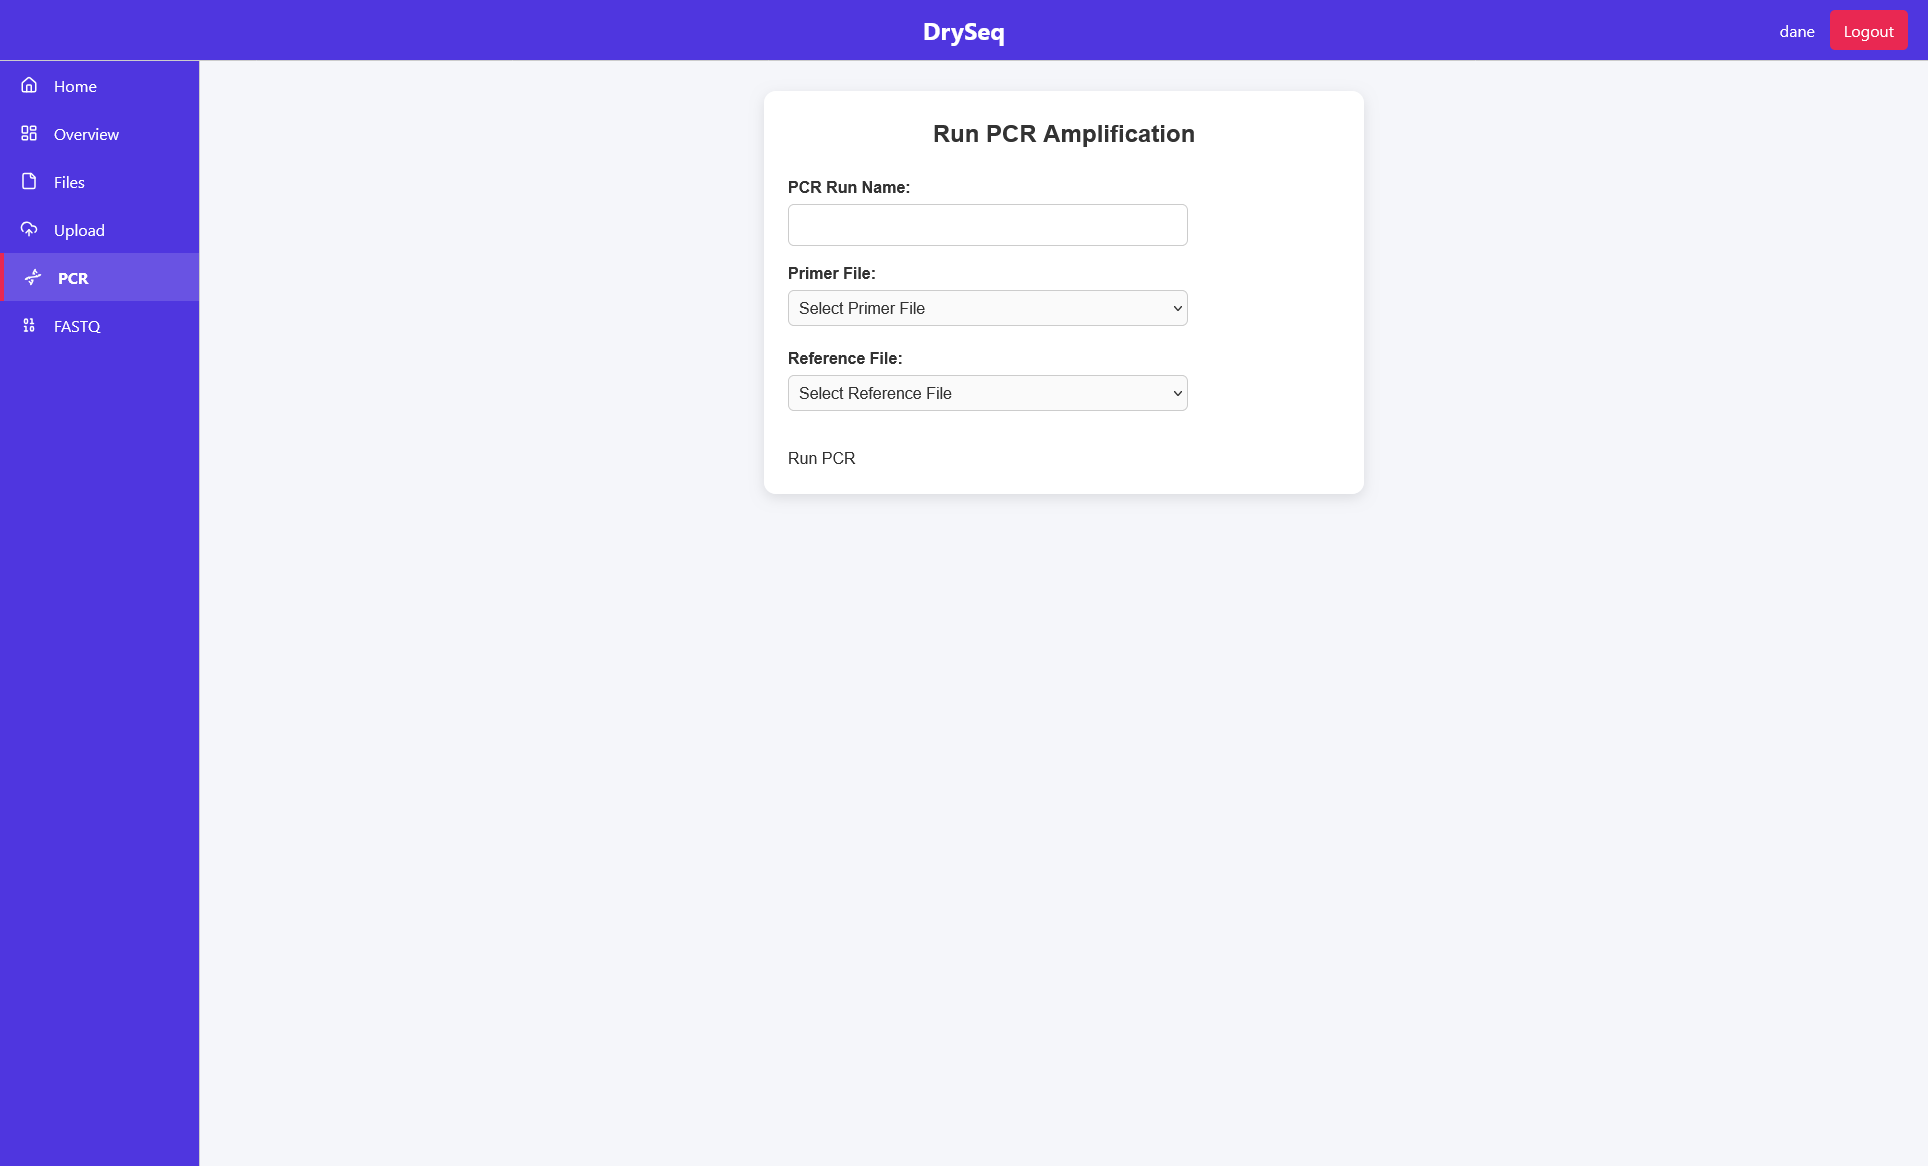 DrySeq
dane
Logout
Home
Overview
Files
Upload
PCR
FASTQ
Run PCR Amplification
PCR Run Name:
Primer File:
Select Primer File
Reference File:
Select Reference File
Run PCR